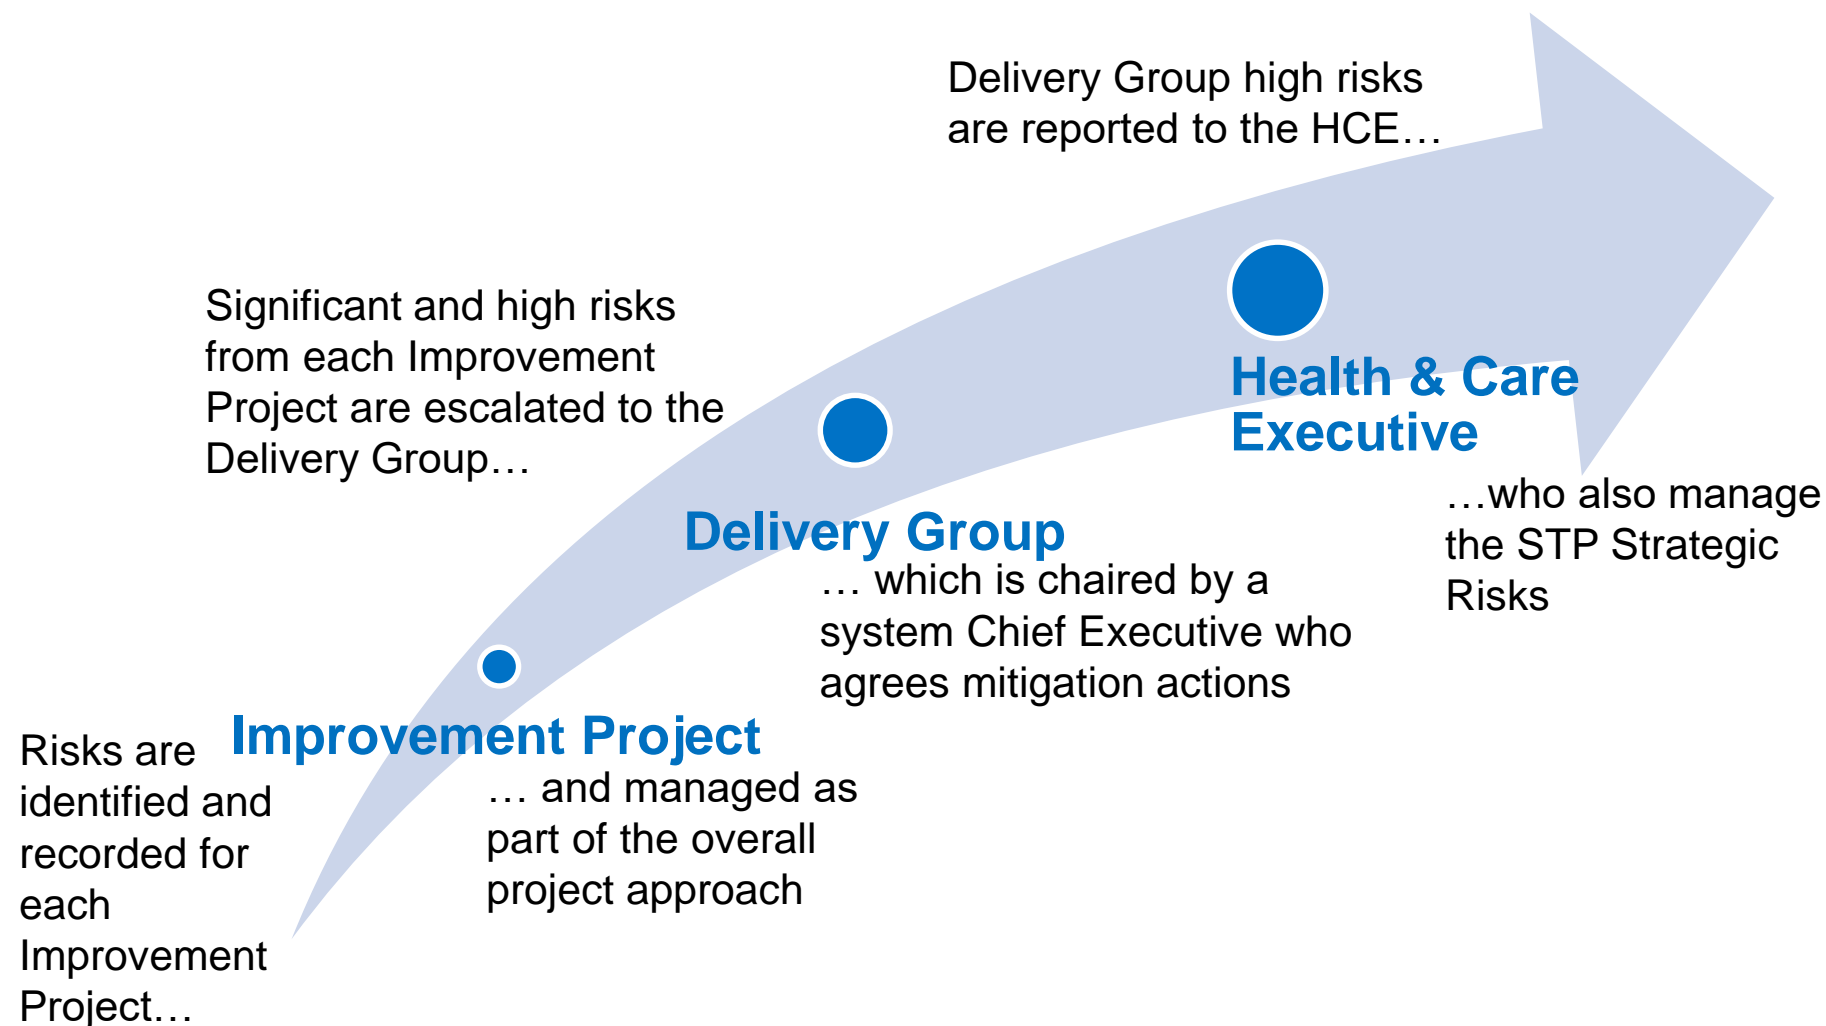 Risks are
identified and
recorded for
each
Improvement
Project…
Improvement Project
… and managed as
part of the overall
project approach
Significant and high risks
from each Improvement
Project are escalated to the
Delivery Group…
Delivery Group
… which is chaired by a
system Chief Executive who
agrees mitigation actions
Delivery Group high risks
are reported to the HCE…
Health & Care
Executive
…who also manage
the STP Strategic
Risks